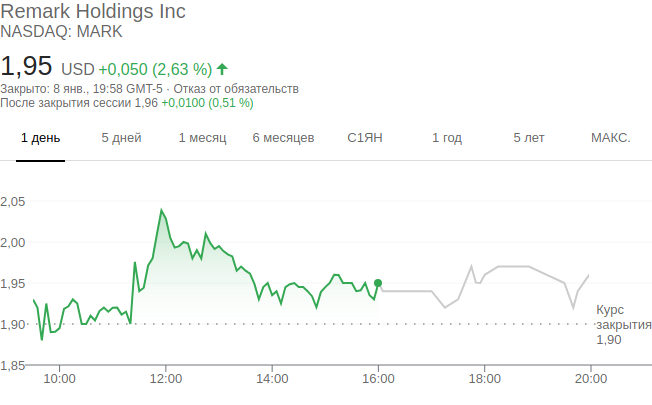 Remark Holdings Inc
NASDAQ: MARK
1,95 USD +0,050 (2,63 %)
Закрыто: 8 янв., 19:58 GMT-5 · Отказ от обязательств
После закрытия сессии 1,96 +0,0100 (0,51 %)
1 день 5 дней 1 месяц 6 месяцев С1ЯН 1 год 5 лет МАКС.
2,05
2,00
1,95
1,90
1,85
Курс
закрытия
1,90
10:00 12:00 14:00 16:00 18:00 20:00